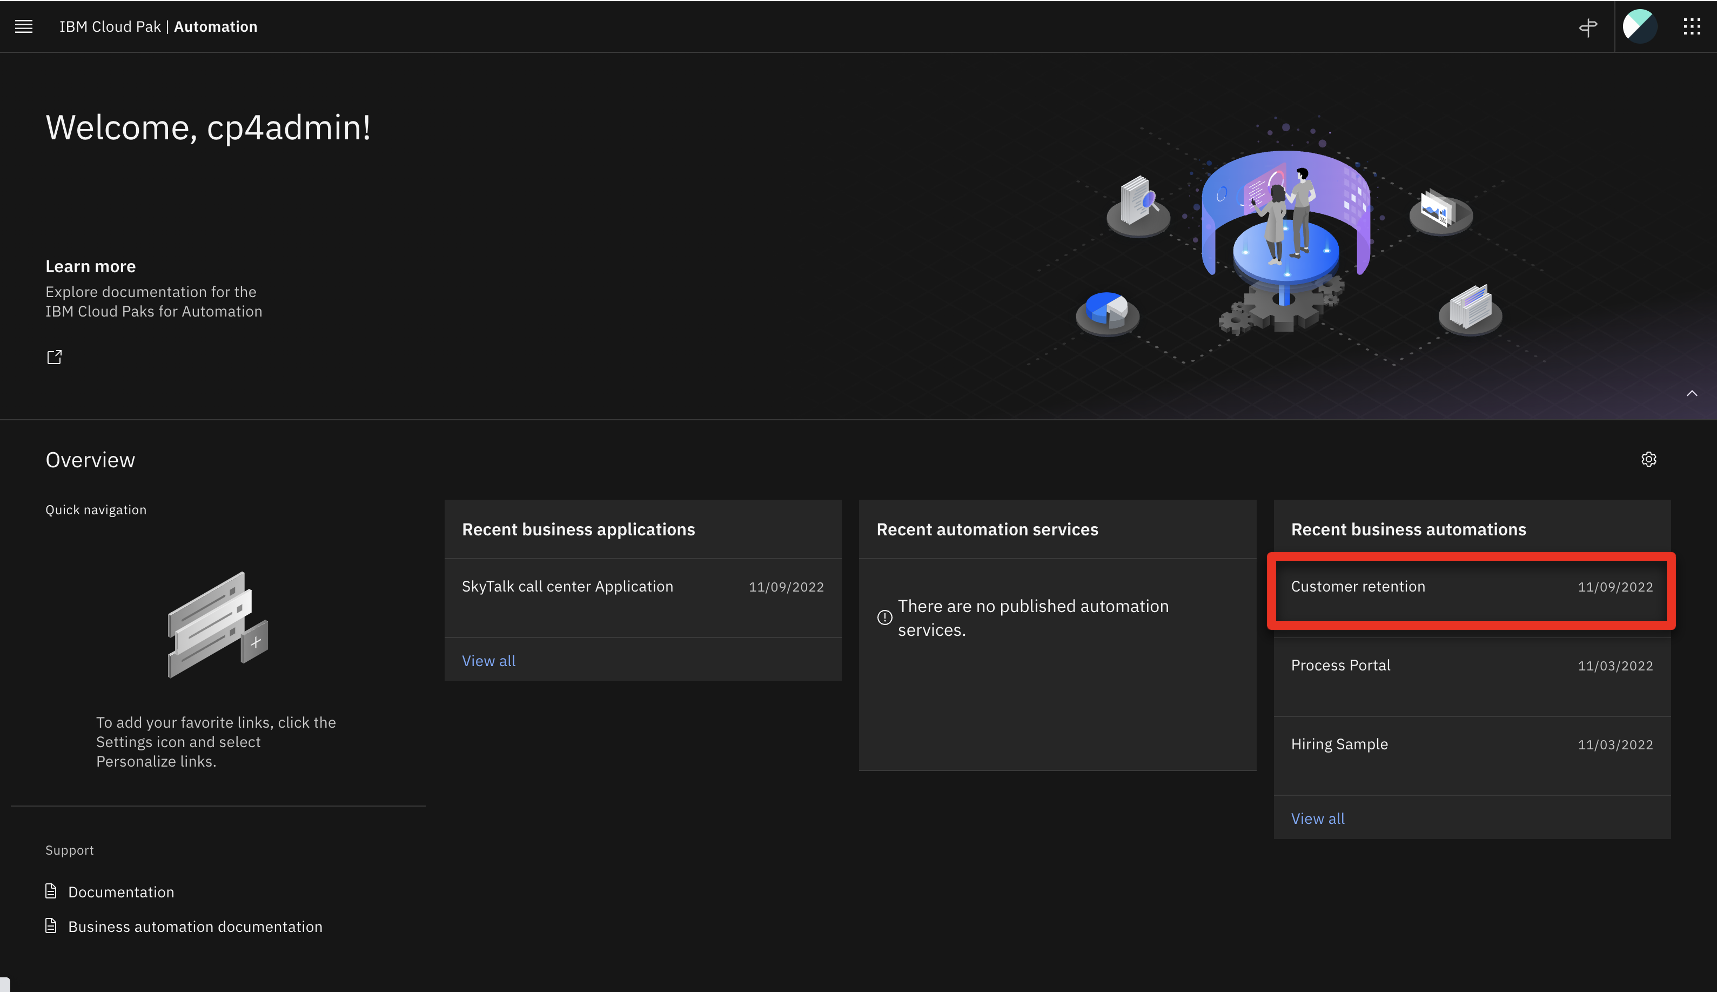 IBM Cloud Pak | Automation
Welcome, cp4admin!
Learn more
Explore documentation for the
IBM Cloud Paks for Automation
Overview
Quick navigation
To add your favorite links, click the
Settings icon and select
Personalize links.
Support
Documentation
Business automation documentation
Recent business applications
SkyTalk call center Application 11/09/2022
View all
Recent automation services
There are no published automation
services.
Recent business automations
Customer retention 11/09/2022
Process Portal 11/03/2022
Hiring Sample 11/03/2022
View all